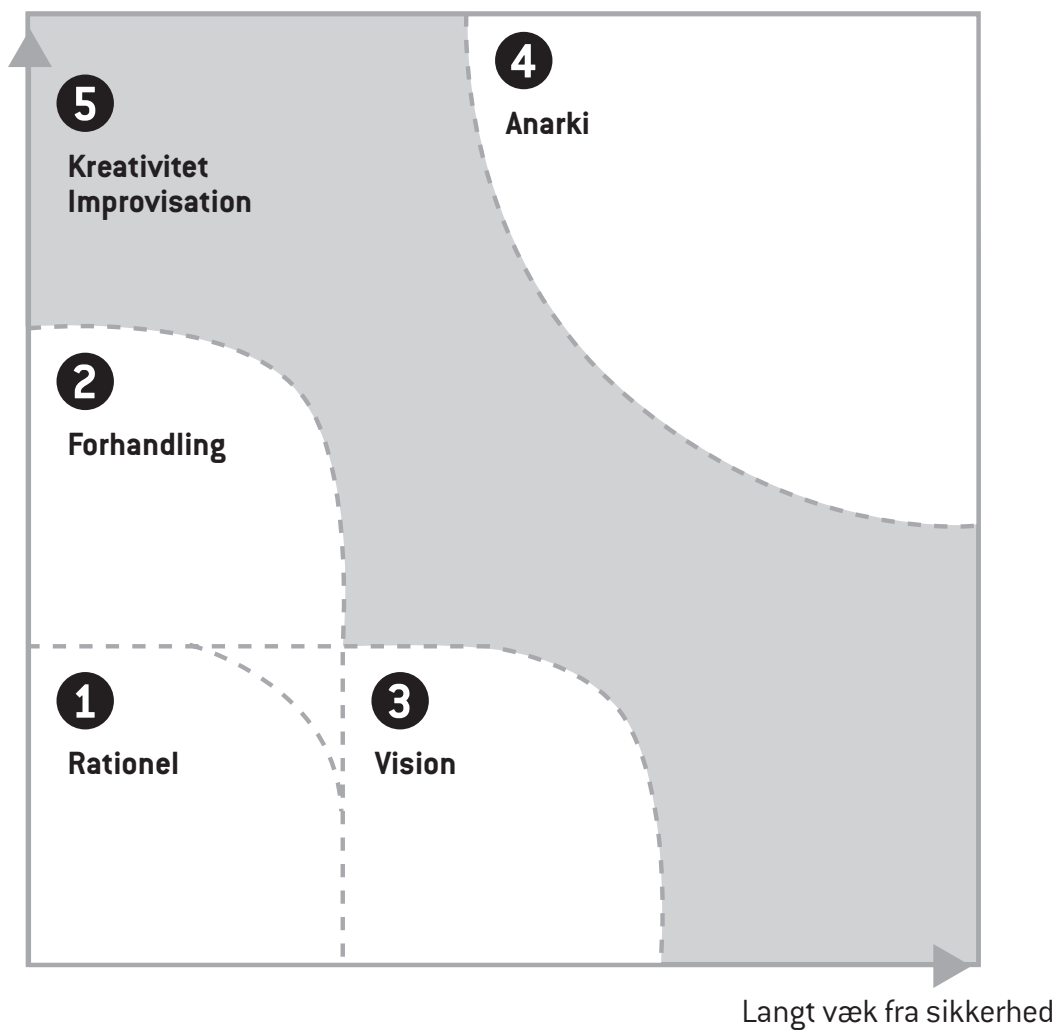 5
Kreativitet
Improvisation
4
Anarki
2
Forhandling
1
Rationel
3
Vision
Langt væk fra sikkerhed